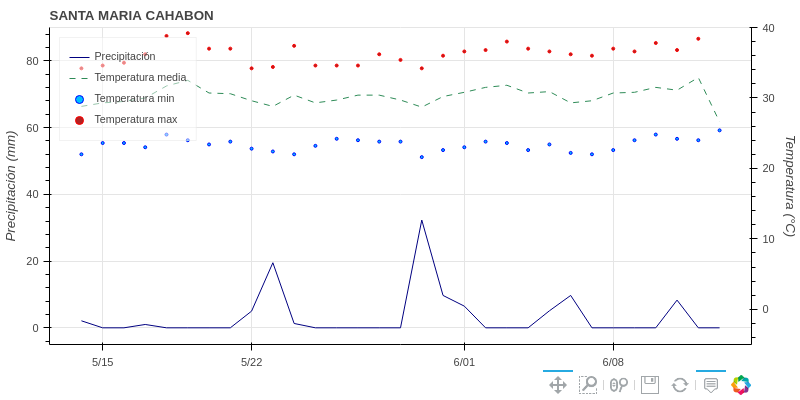 SANTA MARIA CAHABON
Precipitación
Temperatura media
Temperatura min
Temperatura max
Precipitación (mm)
80
60
40
20
0
Temperatura (°C)
40
30
20
10
0
5/15
5/22
6/01
6/08